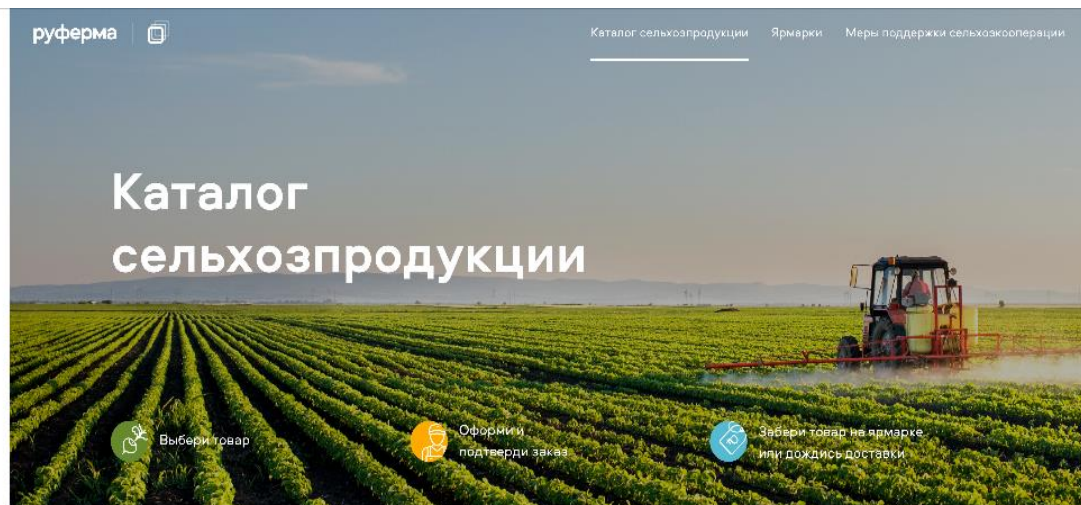 руферма
Каталог сельхозпродукции
Ярмарки
Меры поддержки сельхозкооперации
Каталог
сельхозпродукции
Выбери товар
Оформи и
подтверди заказ
Забери товар на ярмарке
или дождись доставки